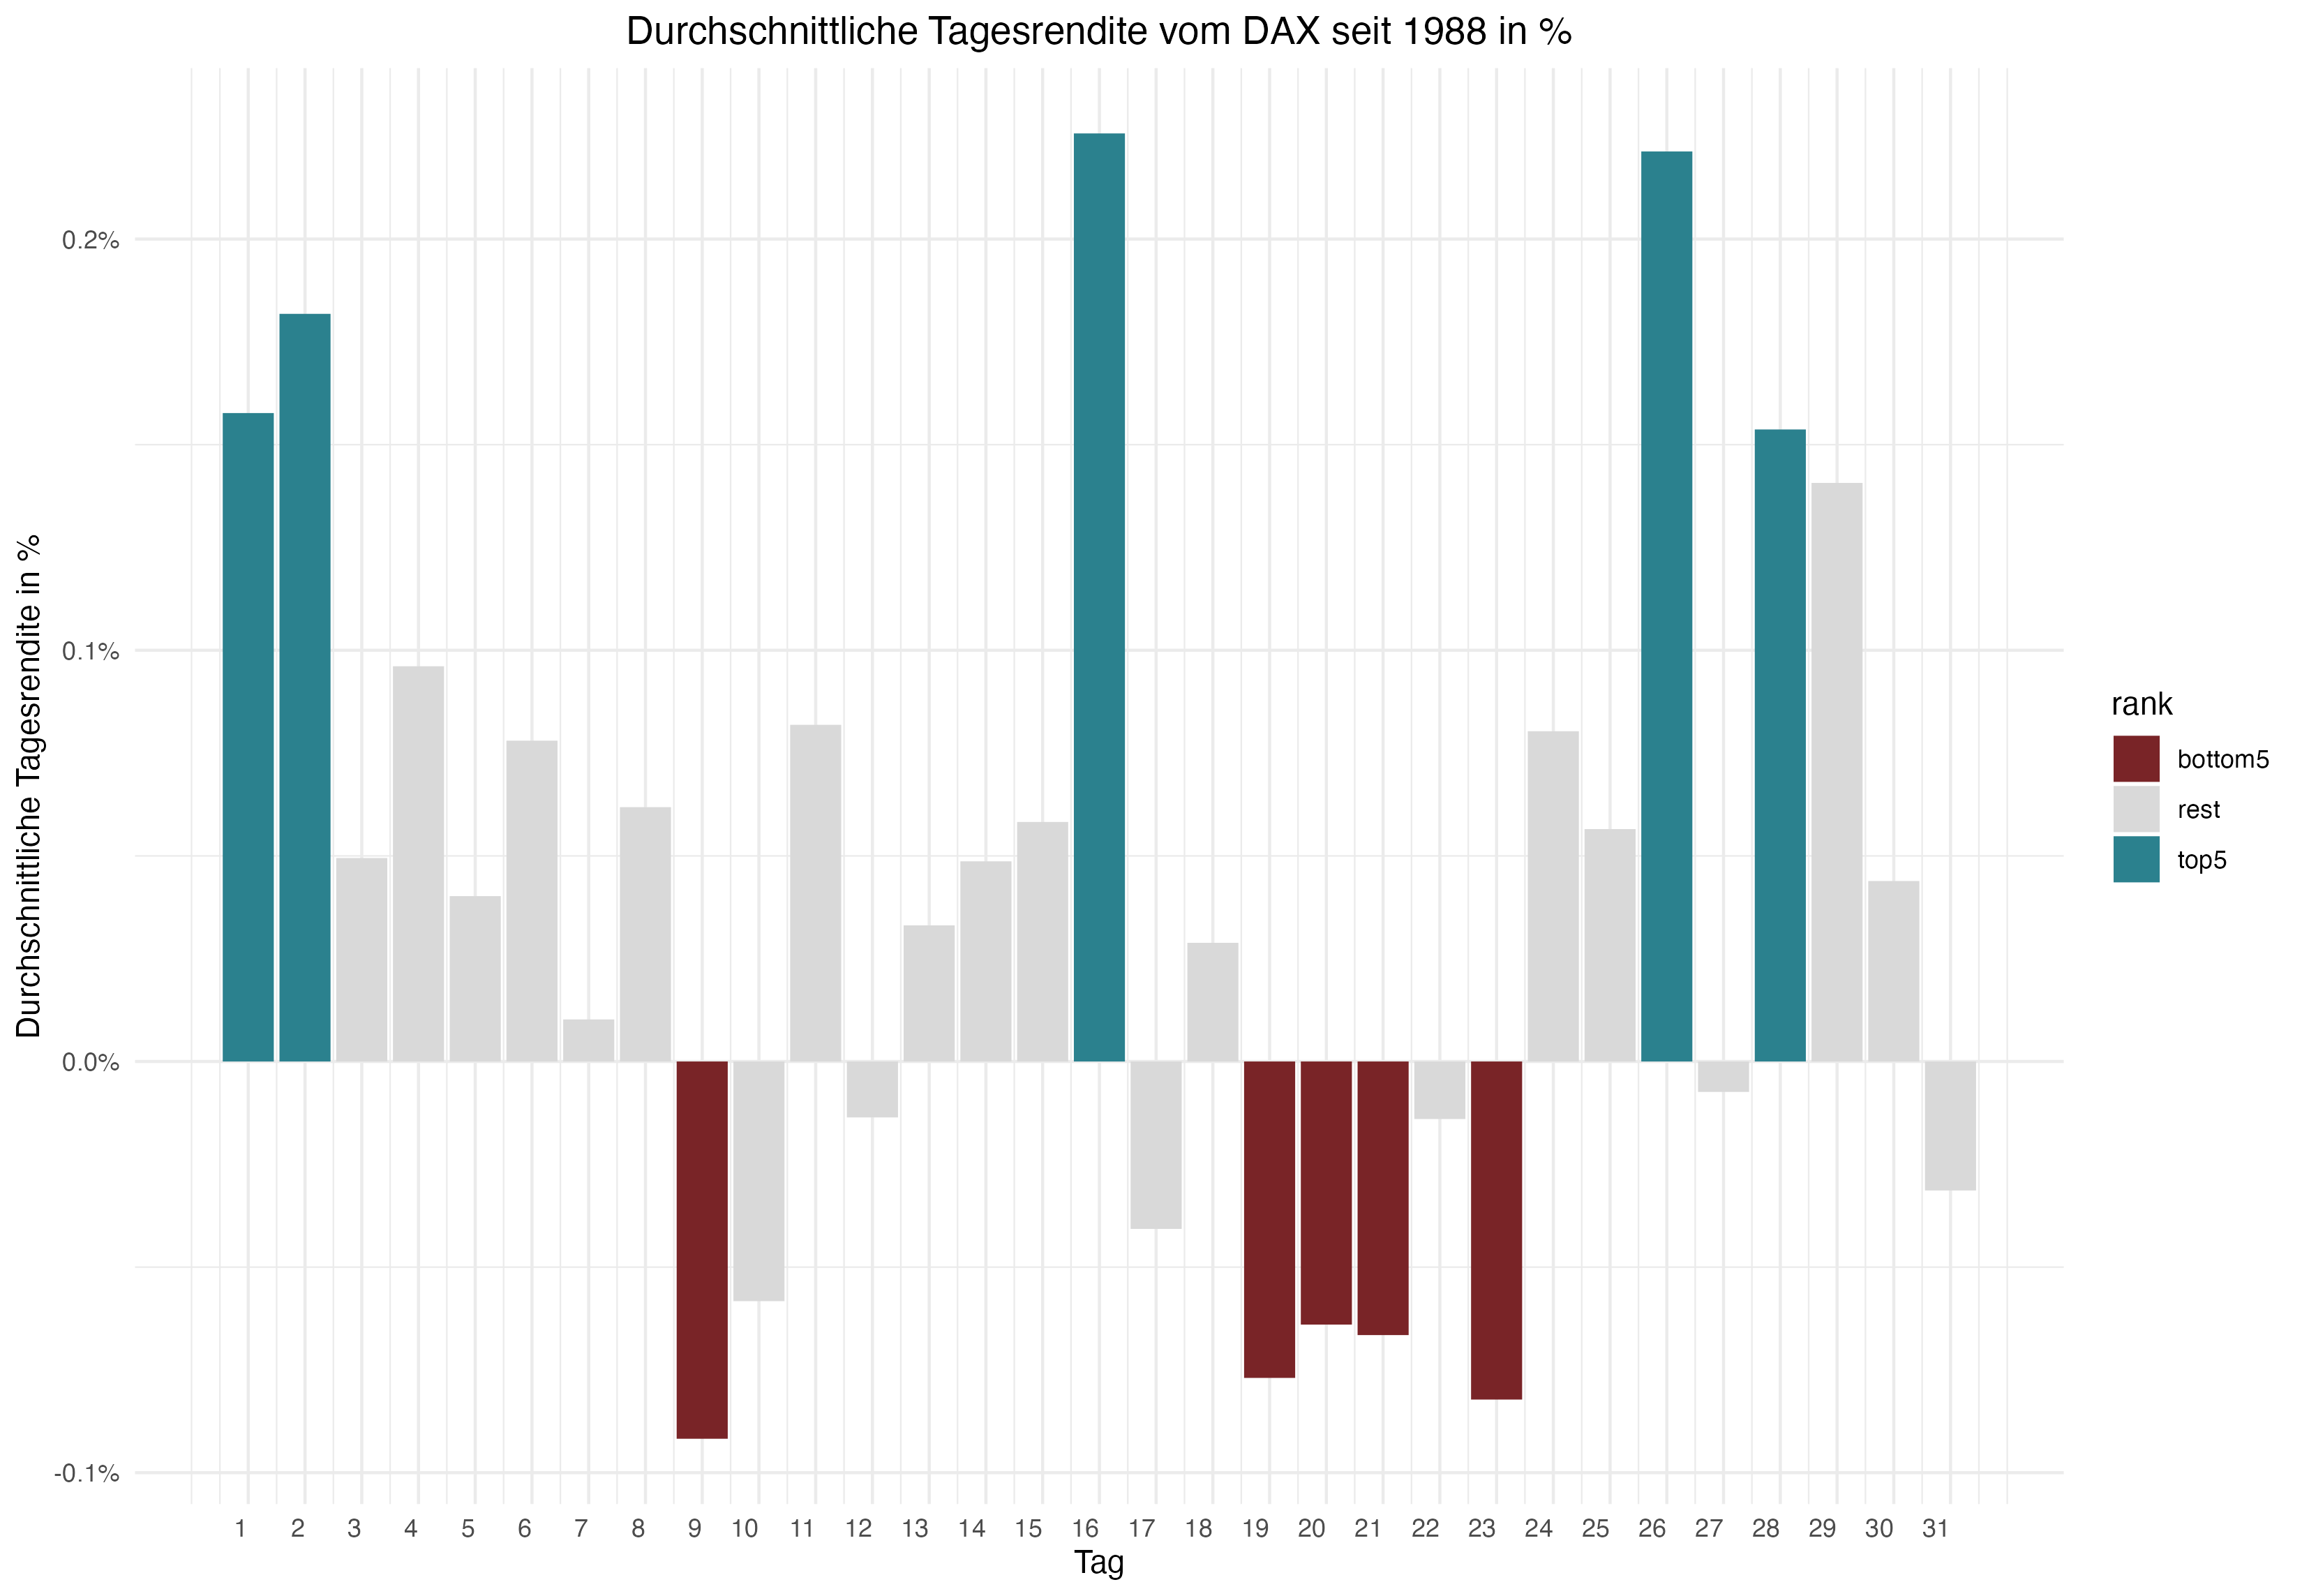 Durchschnittliche Tagesrendite vom DAX seit 1988 in %
Durchschnittliche Tagesrendite in %
0.2%
0.1%
0.0%
-0.1%
1 2 3 4 5 6 7 8 9 10 11 12 13 14 15 16 17 18 19 20 21 22 23 24 25 26 27 28 29 30 31
Tag
rank
bottom5
rest
top5